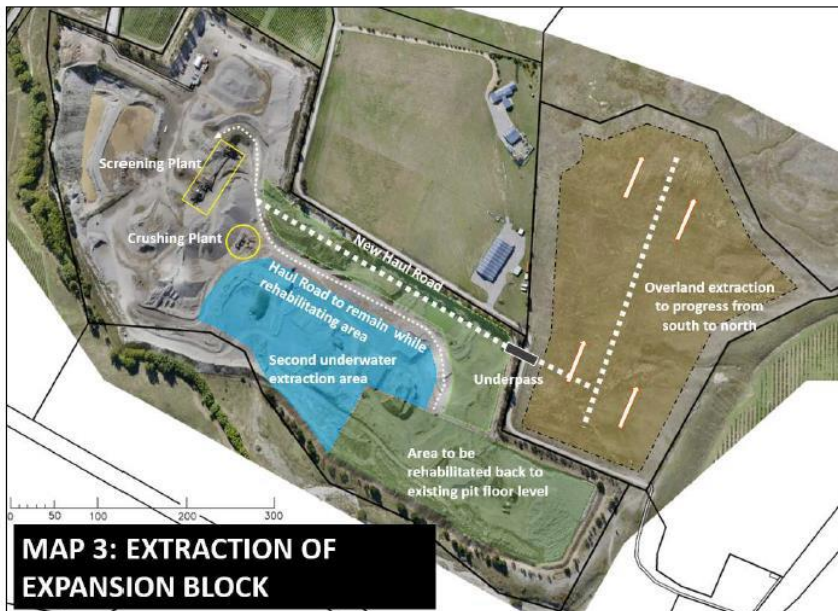 Screening Plant
Crushing Plant
New Haul Road
Haul Road to remain while
rehabilitating area
Second underwater
extraction area
Underpass
Overland extraction
to progress from
south to north
Area to be
rehabilitated back to
existing pit floor level
0 100 200 300
MAP 3: EXTRACTION OF
EXPANSION BLOCK